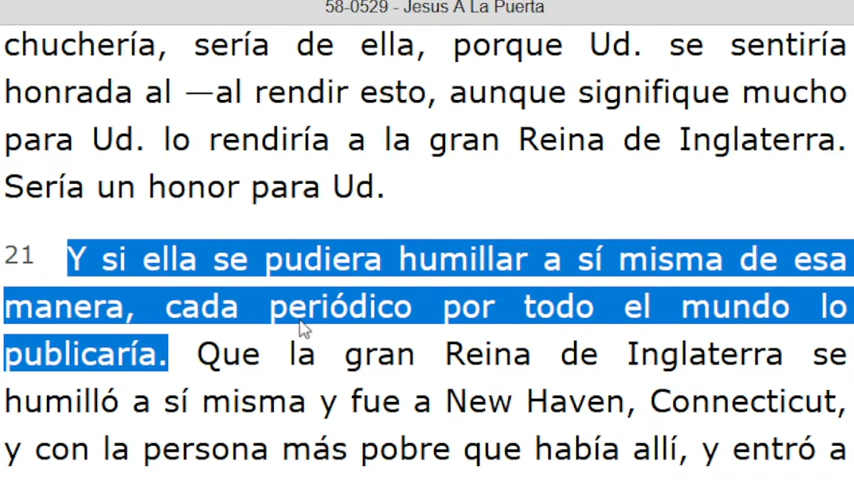 58-0529 - Jesus A La Puerta
chuchería, sería de ella, porque Ud. se sentiría
honrada al —al rendir esto, aunque signifique mucho
para Ud. lo rendiría a la gran Reina de Inglaterra.
Sería un honor para Ud.
21 Y si ella se pudiera humillar a sí misma de esa
manera, cada periódico por todo el mundo lo
publicaría. Que la gran Reina de Inglaterra se
humilló a sí misma y fue a New Haven, Connecticut,
y con la persona más pobre que había allí, y entró a